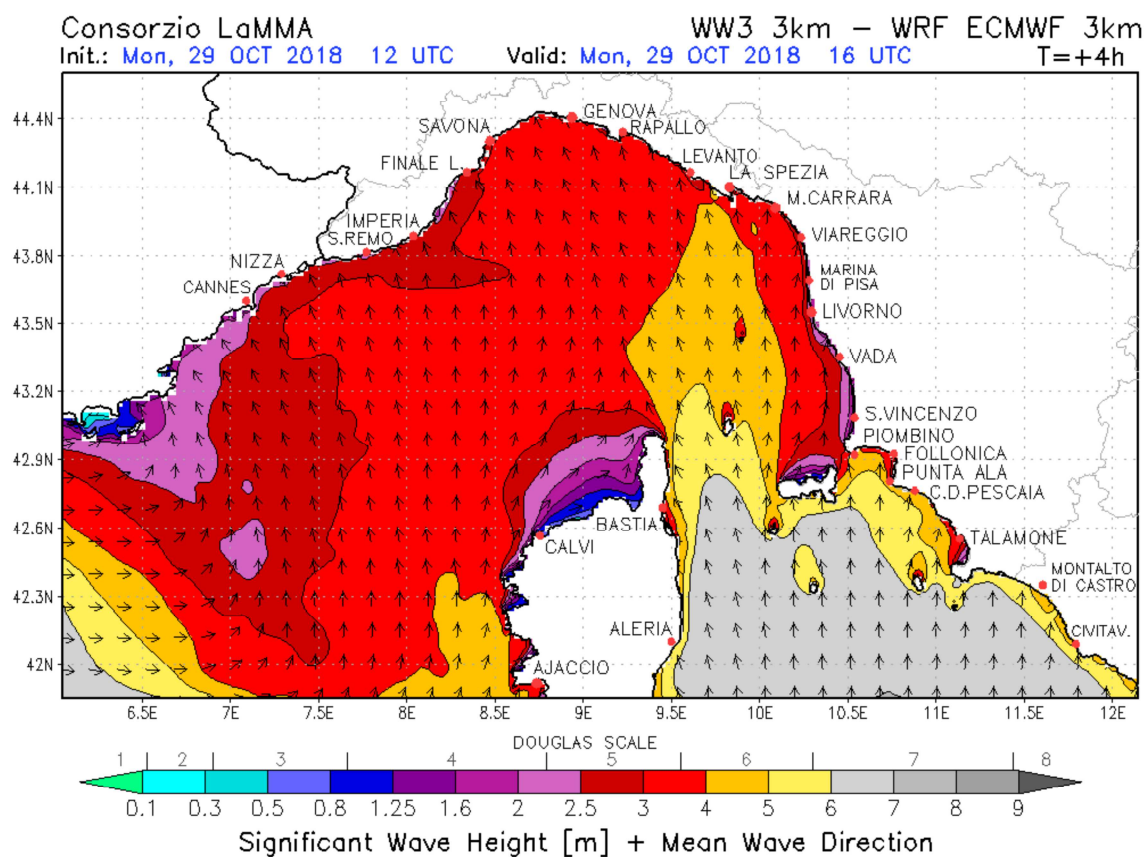 Consorzio LaMMA WW3 3km – WRF ECMWF 3km
Init.: Mon, 29 OCT 2018 12 UTC Valid: Mon, 29 OCT 2018 16 UTC T=+4h
44.4N
44.1N
43.8N
43.5N
43.2N
42.9N
42.6N
42.3N
42N
GENOVA
SAVONA
RAPALLO
FINALE L.
LEVANTO
LA SPEZIA
M.CARRARA
IMPERIA
S.REMO
VIAREGGIO
NIZZA
MARINA
DI PISA
CANNES
LIVORNO
VADA
S.VINCENZO
PIOMBINO
FOLLONICA
PUNTA ALA
C.D.PESCAIA
BASTIA
CALVI
TALAMONE
MONTALTO
DI CASTRO
ALERIA
CIVITAV.
AJACCIO
6.5E 7E 7.5E 8E 8.5E 9E 9.5E 10E 10.5E 11E 11.5E 12E
DOUGLAS SCALE
1 2 3 4 5 6 7 8
0.1 0.3 0.5 0.8 1.25 1.6 2 2.5 3 4 5 6 7 8 9
Significant Wave Height [m] + Mean Wave Direction